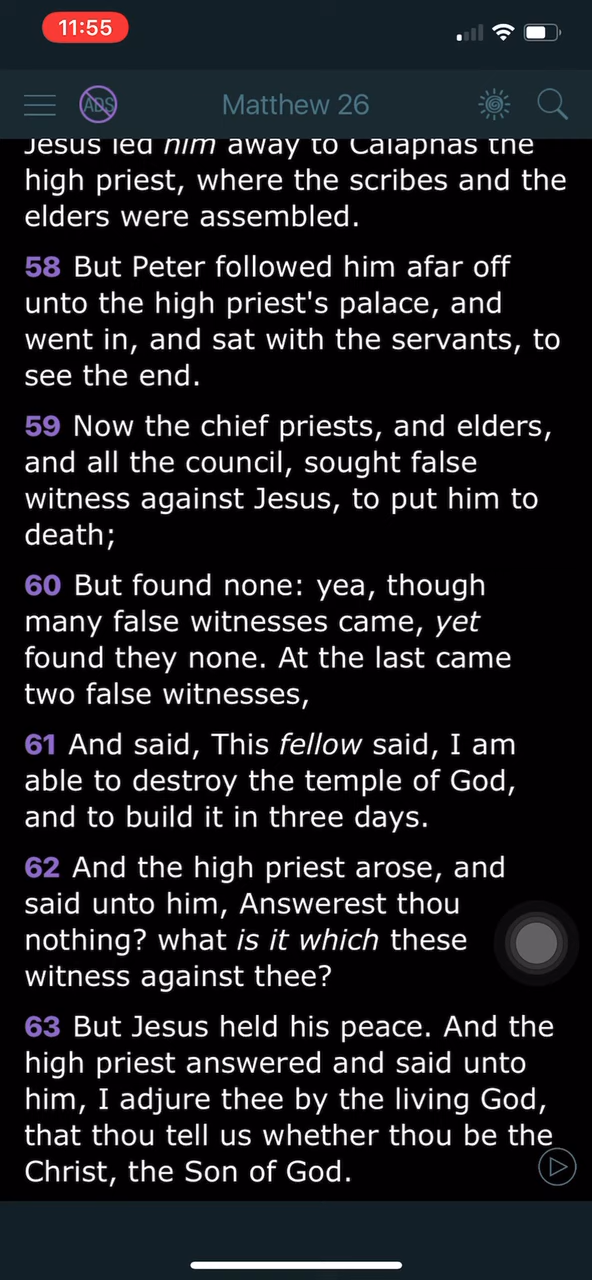 11:55
ADS
Matthew 26
Jesus led him away to Caiaphas the
high priest, where the scribes and the
elders were assembled.
58 But Peter followed him afar off
unto the high priest's palace, and
went in, and sat with the servants, to
see the end.
59 Now the chief priests, and elders,
and all the council, sought false
witness against Jesus, to put him to
death;
60 But found none: yea, though
many false witnesses came, yet
found they none. At the last came
two false witnesses,
61 And said, This fellow said, I am
able to destroy the temple of God,
and to build it in three days.
62 And the high priest arose, and
said unto him, Answerest thou
nothing? what is it which these
witness against thee?
63 But Jesus held his peace. And the
high priest answered and said unto
him, I adjure thee by the living God,
that thou tell us whether thou be the
Christ, the Son of God.